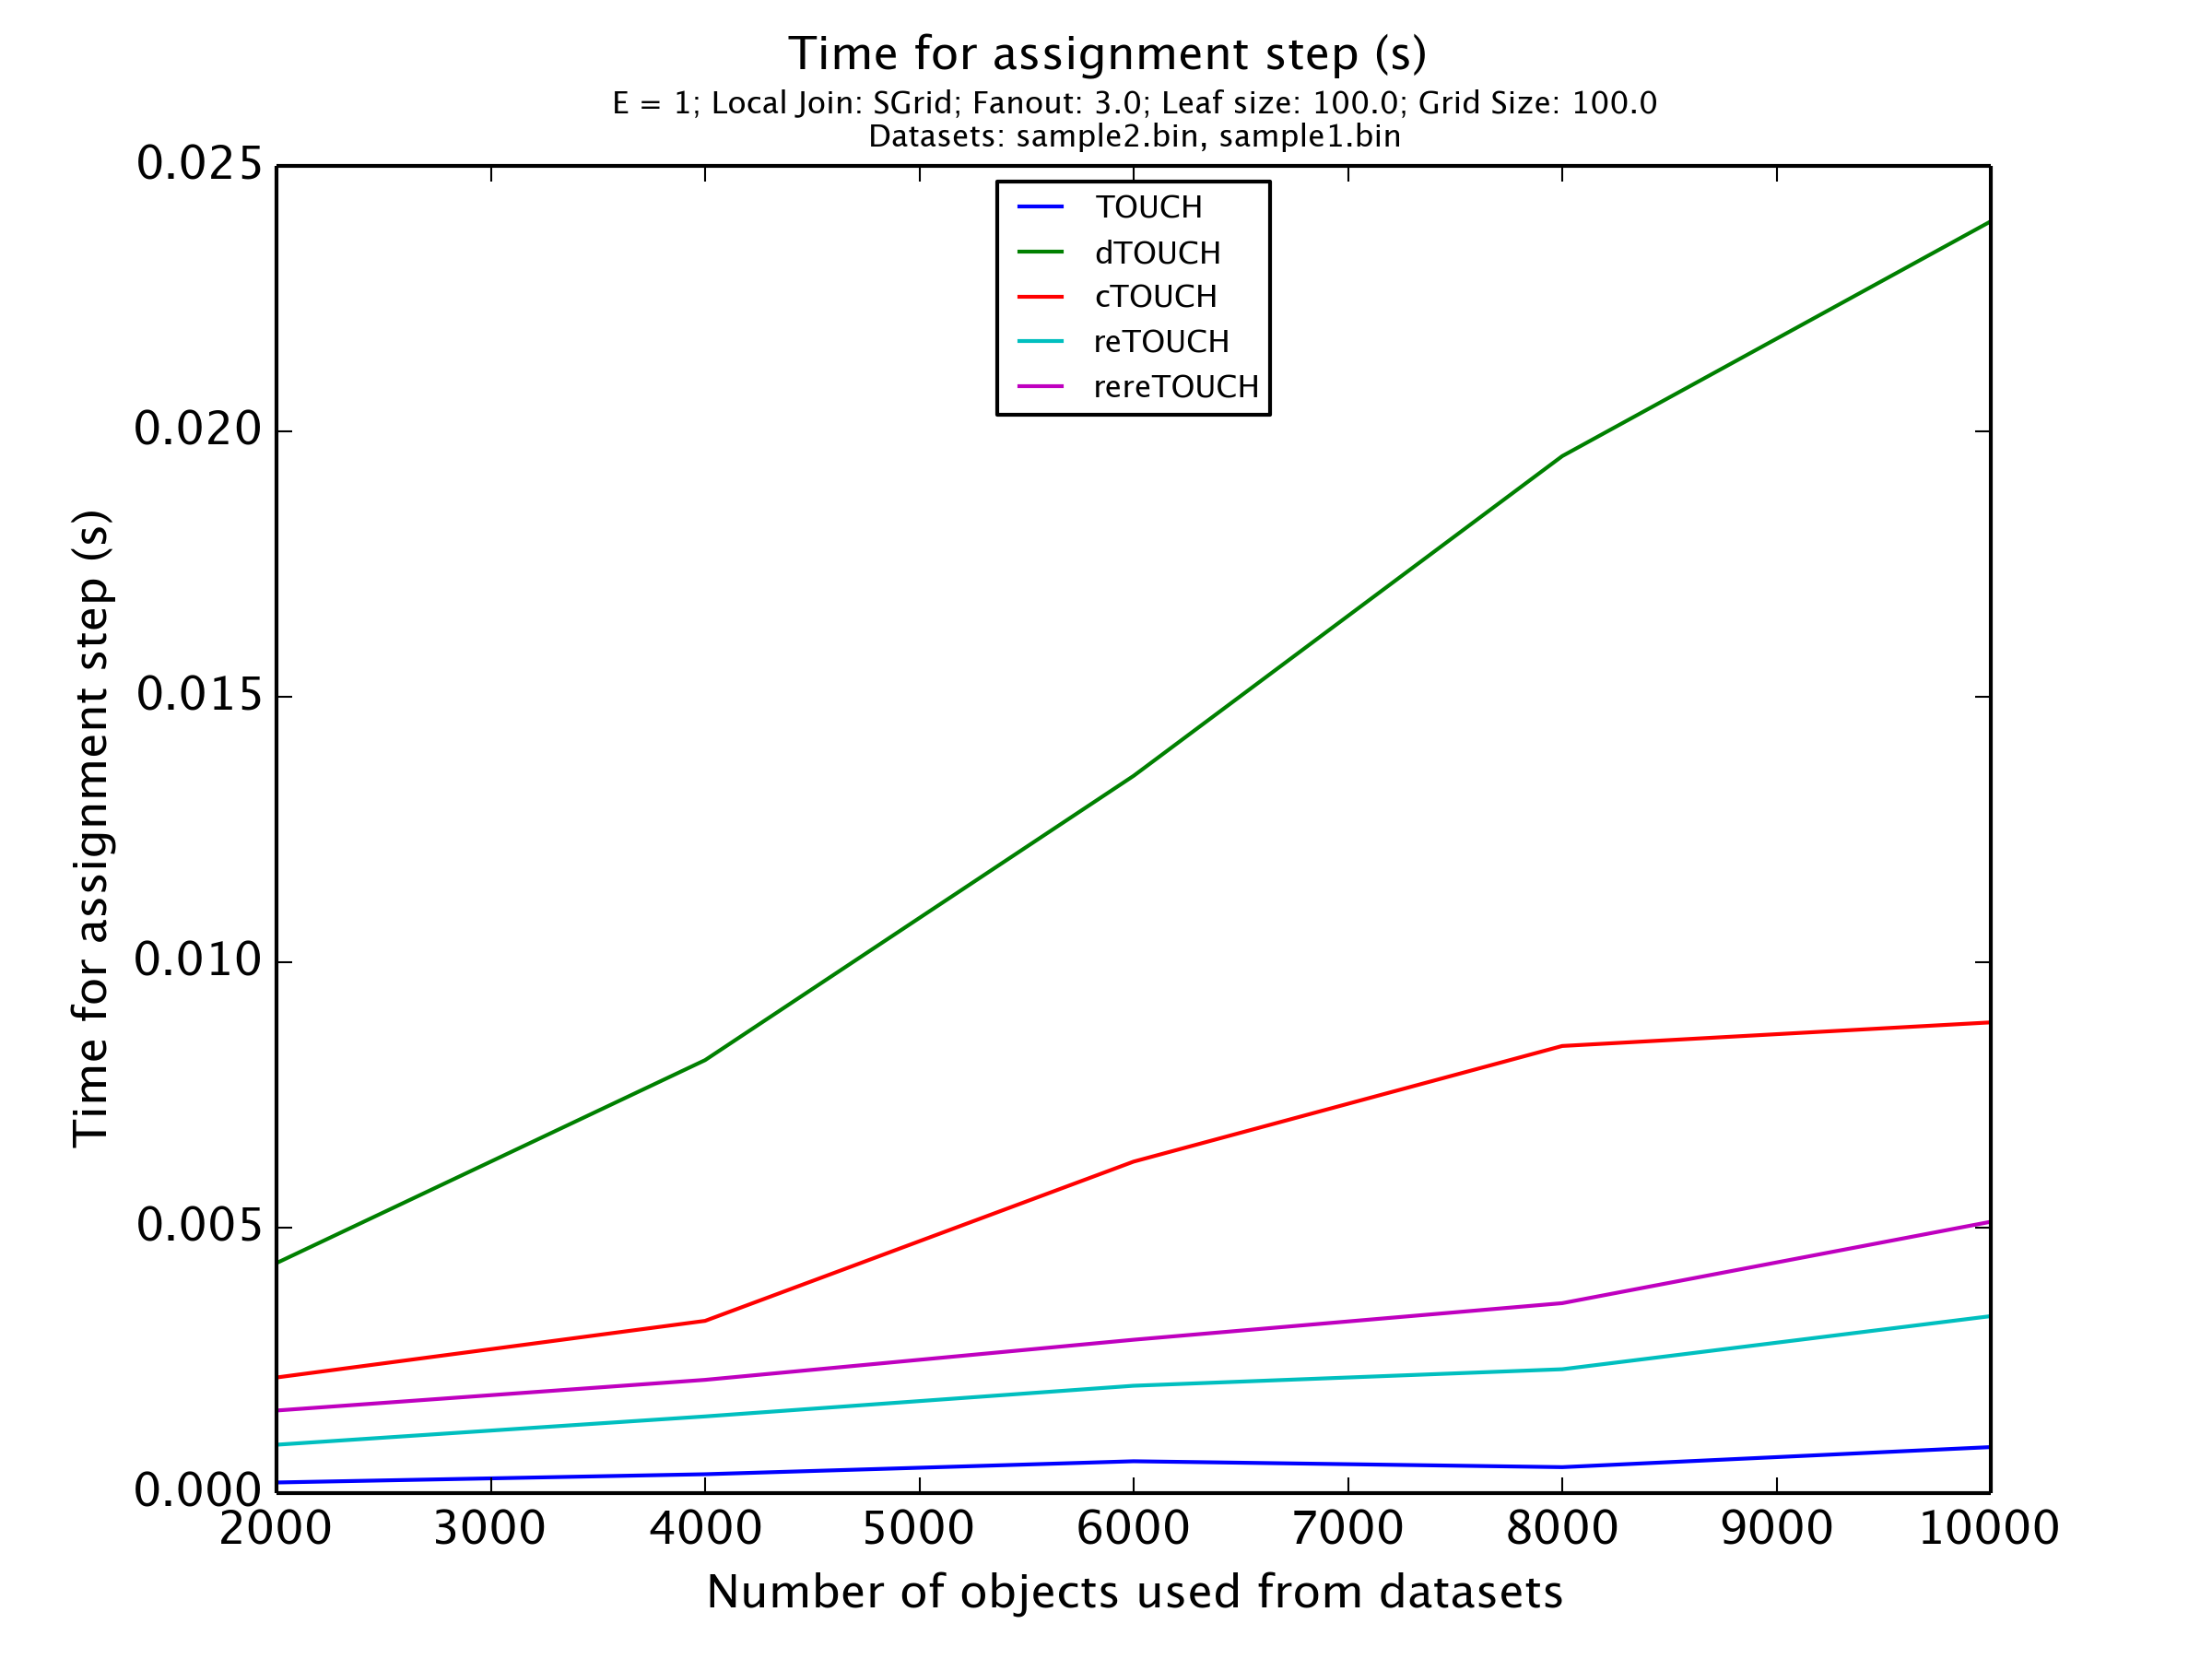 Time for assignment step (s)
E = 1; Local Join: SGrid; Fanout: 3.0; Leaf size: 100.0; Grid Size: 100.0
Datasets: sample2.bin, sample1.bin
TOUCH
dTOUCH
cTOUCH
reTOUCH
rereTOUCH
Time for assignment step (s)
0.025
0.020
0.015
0.010
0.005
0.000
2000 3000 4000 5000 6000 7000 8000 9000 10000
Number of objects used from datasets